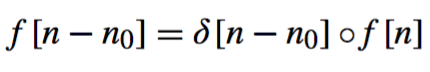 f[n − n₀] = δ[n − n₀] ∘ f[n]